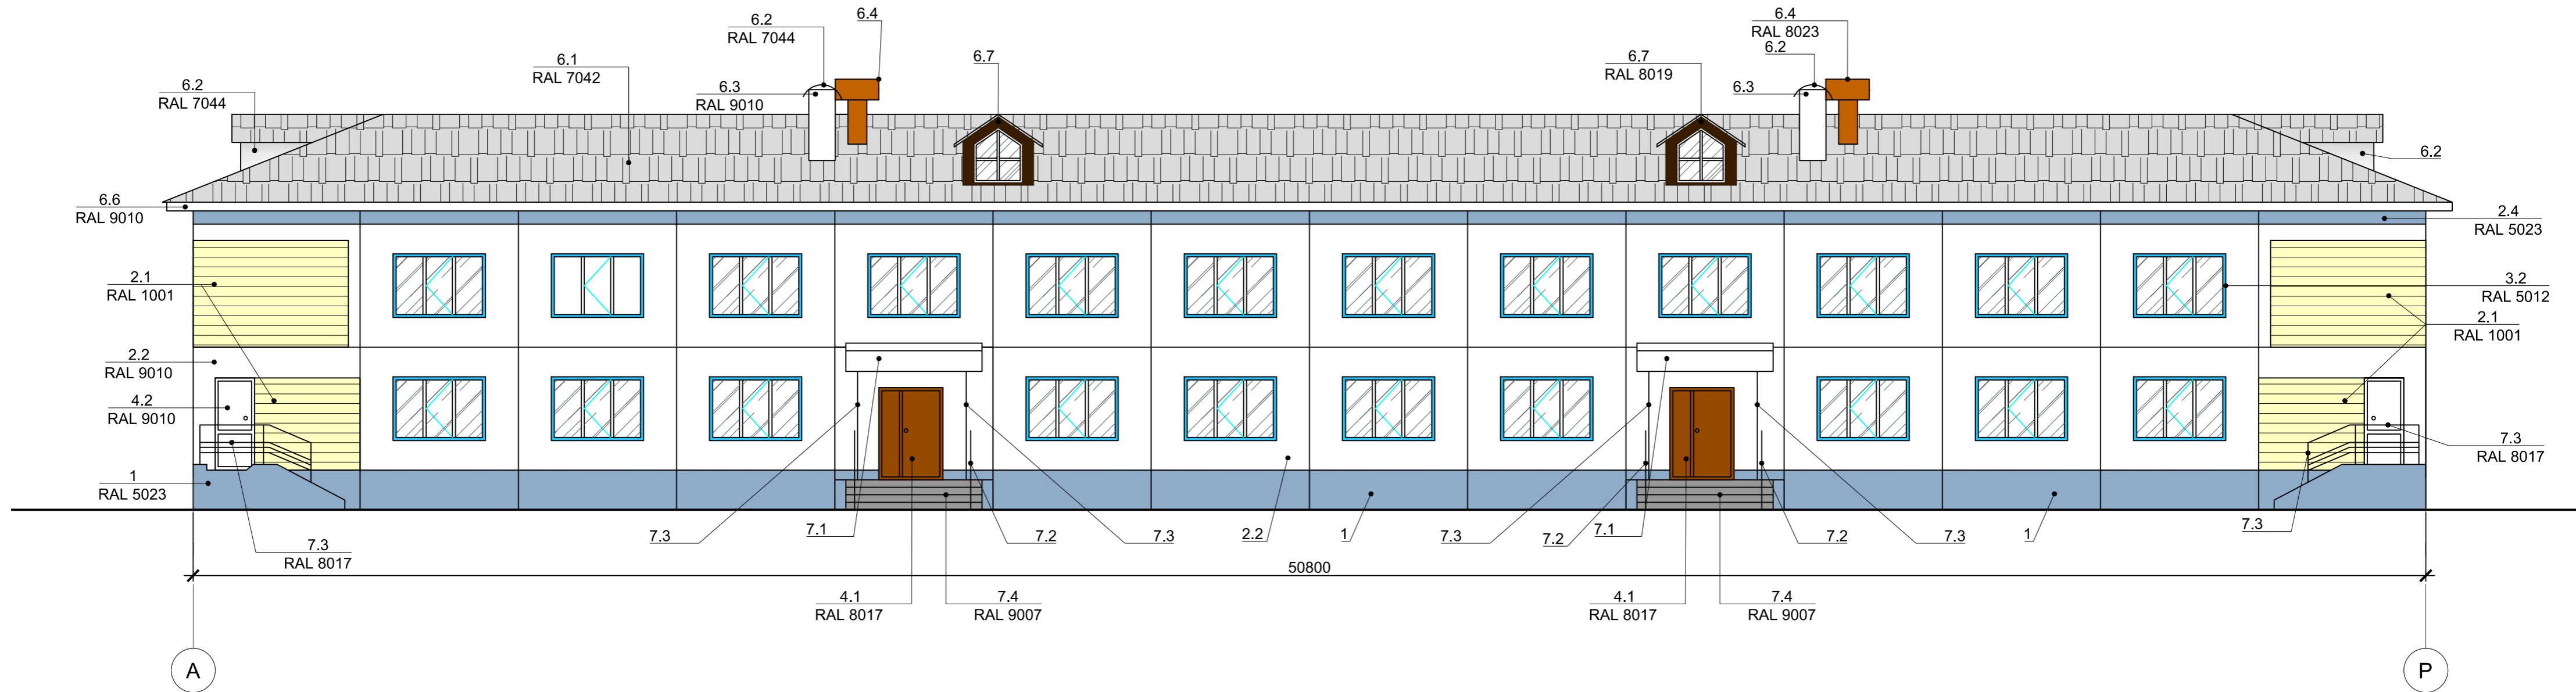 6.2
RAL 7044
6.4
6.4
RAL 8023
6.2
6.1
RAL 7042
6.7
6.7
RAL 8019
6.2
RAL 7044
6.3
RAL 9010
6.3
6.2
6.6
RAL 9010
2.4
RAL 5023
2.1
RAL 1001
3.2
RAL 5012
2.1
RAL 1001
2.2
RAL 9010
4.2
RAL 9010
7.3
RAL 8017
1
RAL 5023
7.3
RAL 8017
7.3
7.1
7.2
7.3
2.2
1
7.3
7.2
7.1
7.2
7.3
1
7.3
50800
4.1
RAL 8017
7.4
RAL 9007
4.1
RAL 8017
7.4
RAL 9007
А
Р